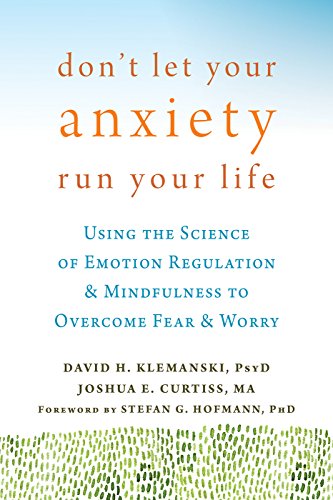 don't let your
anxiety
run your life
Using the Science
of Emotion Regulation
& Mindfulness to
Overcome Fear & Worry
David H. Klemanski, PsyD
Joshua E. Curtiss, MA
Foreword by Stefan G. Hofmann, PhD